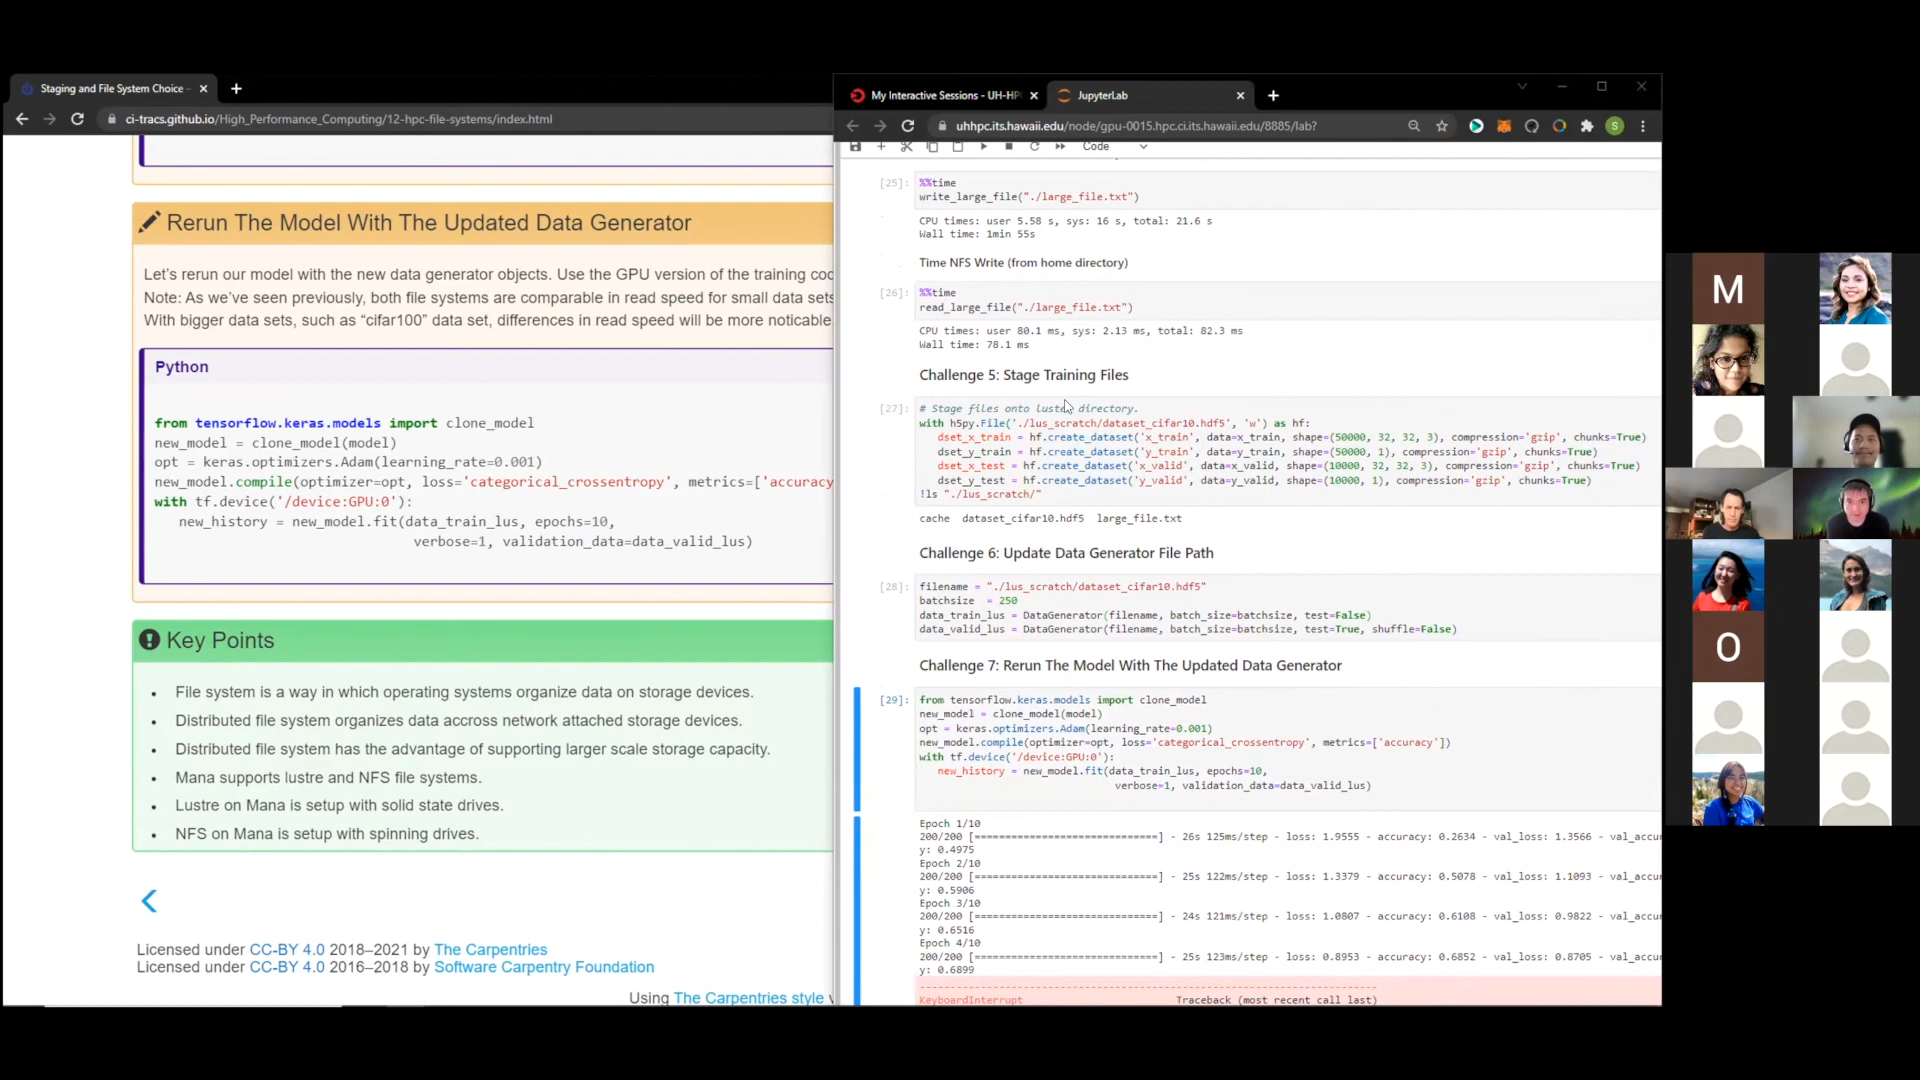 Staging and File System Choice -
ci-tracs.github.io/High_Performance_Computing/12-hpc-file-systems/index.html
Rerun The Model With The Updated Data Generator
Let's rerun our model with the new data generator objects. Use the GPU version of the training
Note: As we've seen previously, both file systems are comparable in read speed for small data sets
With bigger data sets, such as "cifar100" data set, differences in read speed will be more noticable
Python
from tensorflow.keras.models import clone_model
new_model = clone_model(model)
opt = keras.optimizers.Adam(learning_rate=0.001)
new_model.compile(optimizer=opt, loss='categorical_crossentropy', metrics=['accuracy
with tf.device('/device:GPU:0'):
new_history = new_model.fit(data_train_lus, epochs=10,
verbose=1, validation_data=data_valid_lus)
Key Points
File system is a way in which operating systems organize data on storage devices.
Distributed file system organizes data accross network attached storage devices.
Distributed file system has the advantage of supporting larger scale storage capacity.
Mana supports lustre and NFS file systems.
Lustre on Mana is setup with solid state drives.
NFS on Mana is setup with spinning drives.
Licensed under CC-BY 4.0 2018–2021 by The Carpentries
Licensed under CC-BY 4.0 2016–2018 by Software Carpentry Foundation
Using The Carpentries style v
My Interactive Sessions - UH-HP
JupyterLab
uhhpc.its.hawaii.edu/node/gpu-0015.hpc.ci.its.hawaii.edu/8885/lab?
S
Code
[25]: %%time
write_large_file("./large_file.txt")
CPU times: user 5.58 s, sys: 16 s, total: 21.6 s
Wall time: 1min 55s
Time NFS Write (from home directory)
[26]: %%time
read_large_file("./large_file.txt")
CPU times: user 80.1 ms, sys: 2.13 ms, total: 82.3 ms
Wall time: 78.1 ms
Challenge 5: Stage Training Files
[27]: # Stage files onto directory.
with h5py.File('./lus_scratch/dataset_cifar10.hdf5', 'w') as hf:
dset_x_train = hf.create_dataset('x_train', data=x_train, shape=(50000, 32, 32, 3), compression='gzip', chunks=True)
dset_y_train = hf.create_dataset('y_train', data=y_train, shape=(50000, 1), compression='gzip', chunks=True)
dset_x_test = hf.create_dataset('x_valid', data=x_valid, shape=(10000, 32, 32, 3), compression='gzip', chunks=True)
dset_y_test = hf.create_dataset('y_valid', data=y_valid, shape=(10000, 1), compression='gzip', chunks=True)
!ls "./lus_scratch/"
cache dataset_cifar10.hdf5 large_file.txt
Challenge 6: Update Data Generator File Path
[28]: filename = "./lus_scratch/dataset_cifar10.hdf5"
batchsize = 250
data_train_lus = DataGenerator(filename, batch_size=batchsize, test=False)
data_valid_lus = DataGenerator(filename, batch_size=batchsize, test=True, shuffle=False)
Challenge 7: Rerun The Model With The Updated Data Generator
[29]: from tensorflow.keras.models import clone_model
new_model = clone_model(model)
opt = keras.optimizers.Adam(learning_rate=0.001)
new_model.compile(optimizer=opt, loss='categorical_crossentropy', metrics=['accuracy'])
with tf.device('/device:GPU:0'):
new_history = new_model.fit(data_train_lus, epochs=10,
verbose=1, validation_data=data_valid_lus)
Epoch 1/10
200/200 [==============================] - 26s 125ms/step - loss: 1.9555 - accuracy: 0.2634 - val_loss: 1.3566 - val_accu
y: 0.4975
Epoch 2/10
200/200 [==============================] - 25s 122ms/step - loss: 1.3379 - accuracy: 0.5078 - val_loss: 1.1093 - val_accu
y: 0.5906
Epoch 3/10
200/200 [==============================] - 24s 121ms/step - loss: 1.0807 - accuracy: 0.6108 - val_loss: 0.9822 - val_accu
y: 0.6516
Epoch 4/10
200/200 [==============================] - 25s 123ms/step - loss: 0.8953 - accuracy: 0.6852 - val_loss: 0.8705 - val_accu
y: 0.6899
---------------------------------------------------------------------------
KeyboardInterrupt Traceback (most recent call last)
M
O